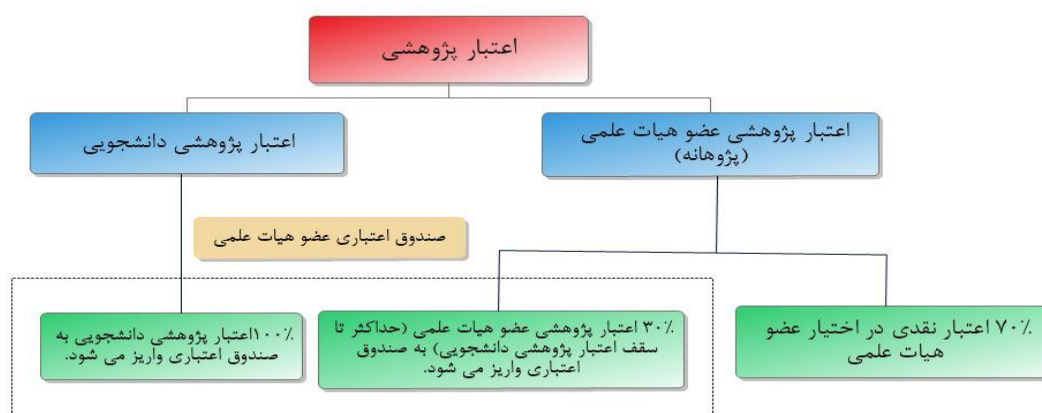 اعتبار پژوهشی
اعتبار پژوهشی عضو هیات علمی
(پژوهانه)
اعتبار پژوهشی دانشجویی
صندوق اعتباری عضو هیات علمی
۷۰٪ اعتبار نقدی در اختیار عضو
هیات علمی
۳۰٪ اعتبار پژوهشی عضو هیات علمی (حداکثر تا
سقف اعتبار پژوهشی دانشجویی) به صندوق
اعتباری واریز می شود.
۱۰۰٪اعتبار پژوهشی دانشجویی به
صندوق اعتباری واریز می شود.